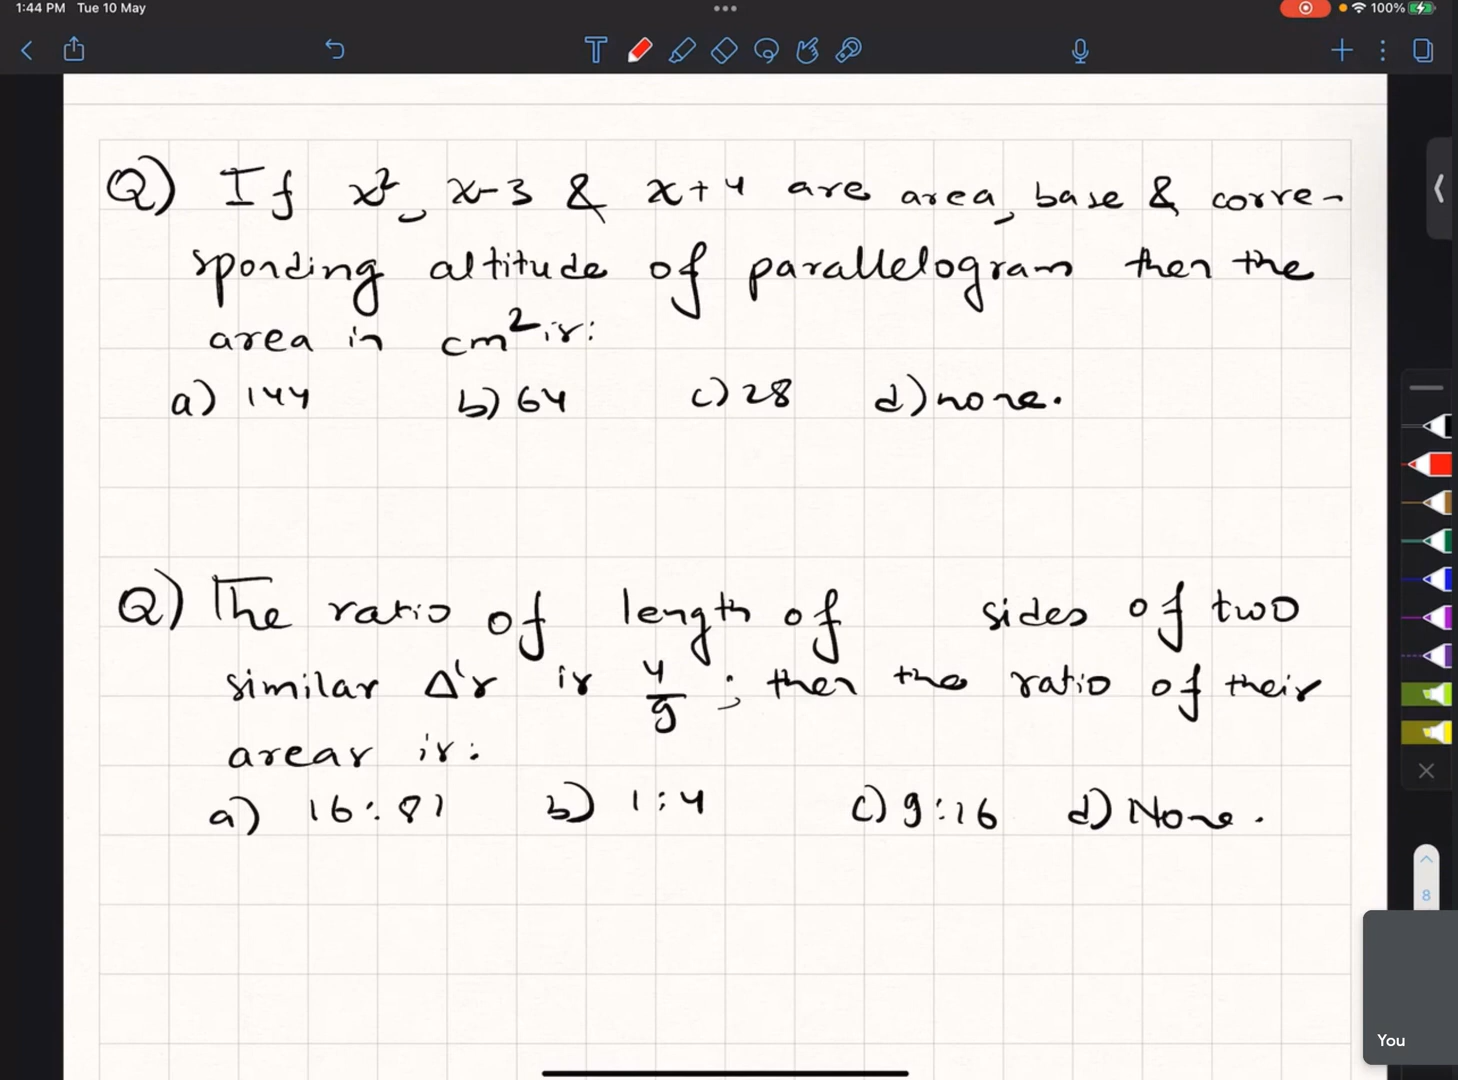 1:44 PM Tue 10 May
100%
Q) If x², x-3 & x+4 are area, base & corre-
sponding altitude of parallelogram then the
area in cm² is:
a) 144 b) 64 c) 28 d) none.
Q) The ratio of length of sides of two
similar Δ's is 4/9 ; then the ratio of their
areas is:
a) 16:81 b) 1:4 c) 9:16 d) None.
8
You